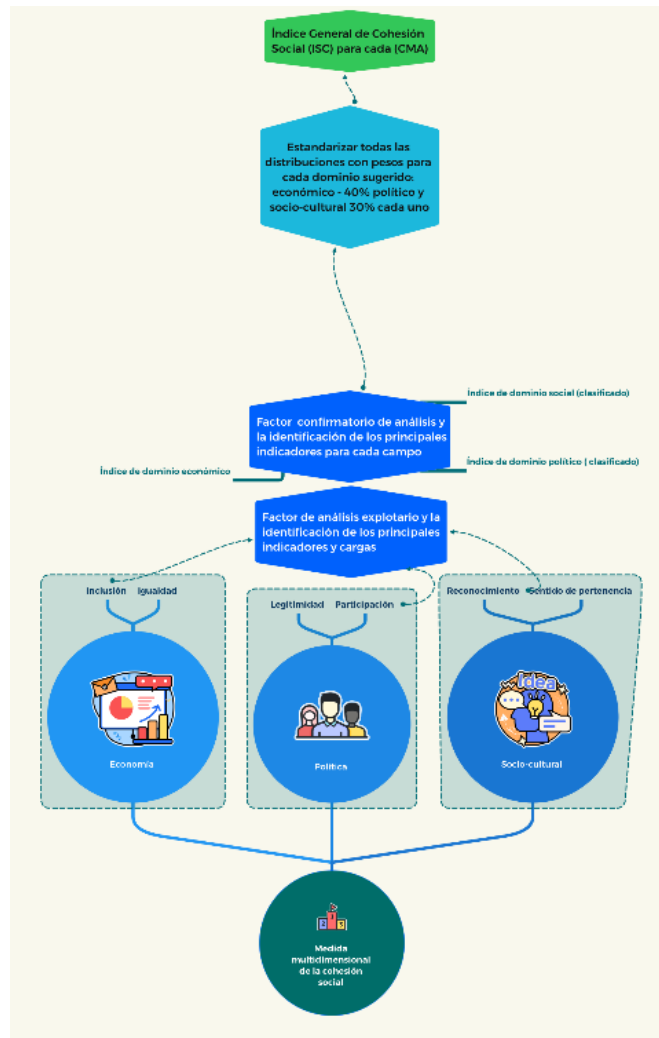 Índice General de Cohesión
Social (ISC) para cada (CMA)
Estandarizar todas las
distribuciones con pesos para
cada dominio sugerido:
económico - 40% político y
socio-cultural 30% cada uno
Índice de dominio social (clasificado)
Factor confirmatorio de análisis y
la identificación de los principales
indicadores para cada campo
Índice de dominio económico
Índice de dominio político ( clasificado)
Factor de análisis explotario y la
identificación de los principales
indicadores y cargas
Inclusión Igualdad
Legitimidad Participación
Reconocimiento Sentido de pertenencia
Idea
Economía
Política
Socio-cultural
2 1 3
Medida
multidimensional
de la cohesión
social